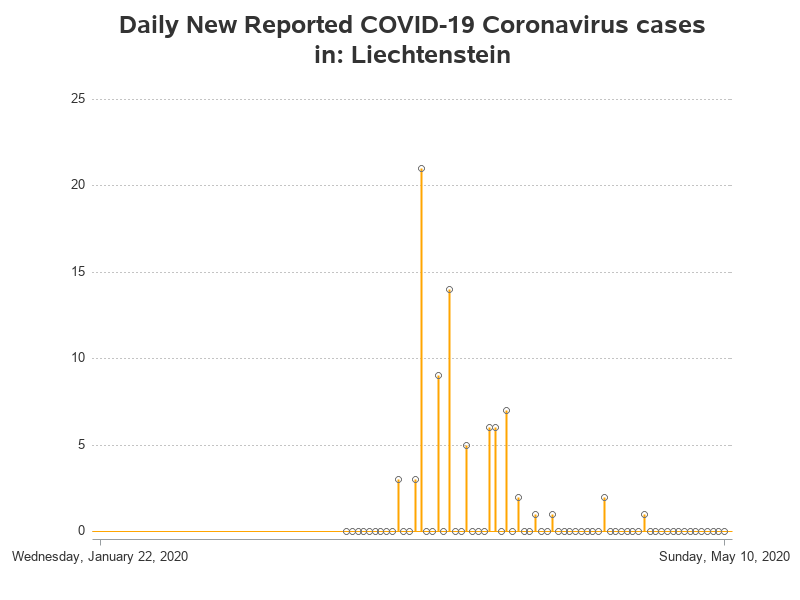 Daily New Reported COVID-19 Coronavirus cases
in: Liechtenstein
25
20
15
10
5
0
Wednesday, January 22, 2020
Sunday, May 10, 2020